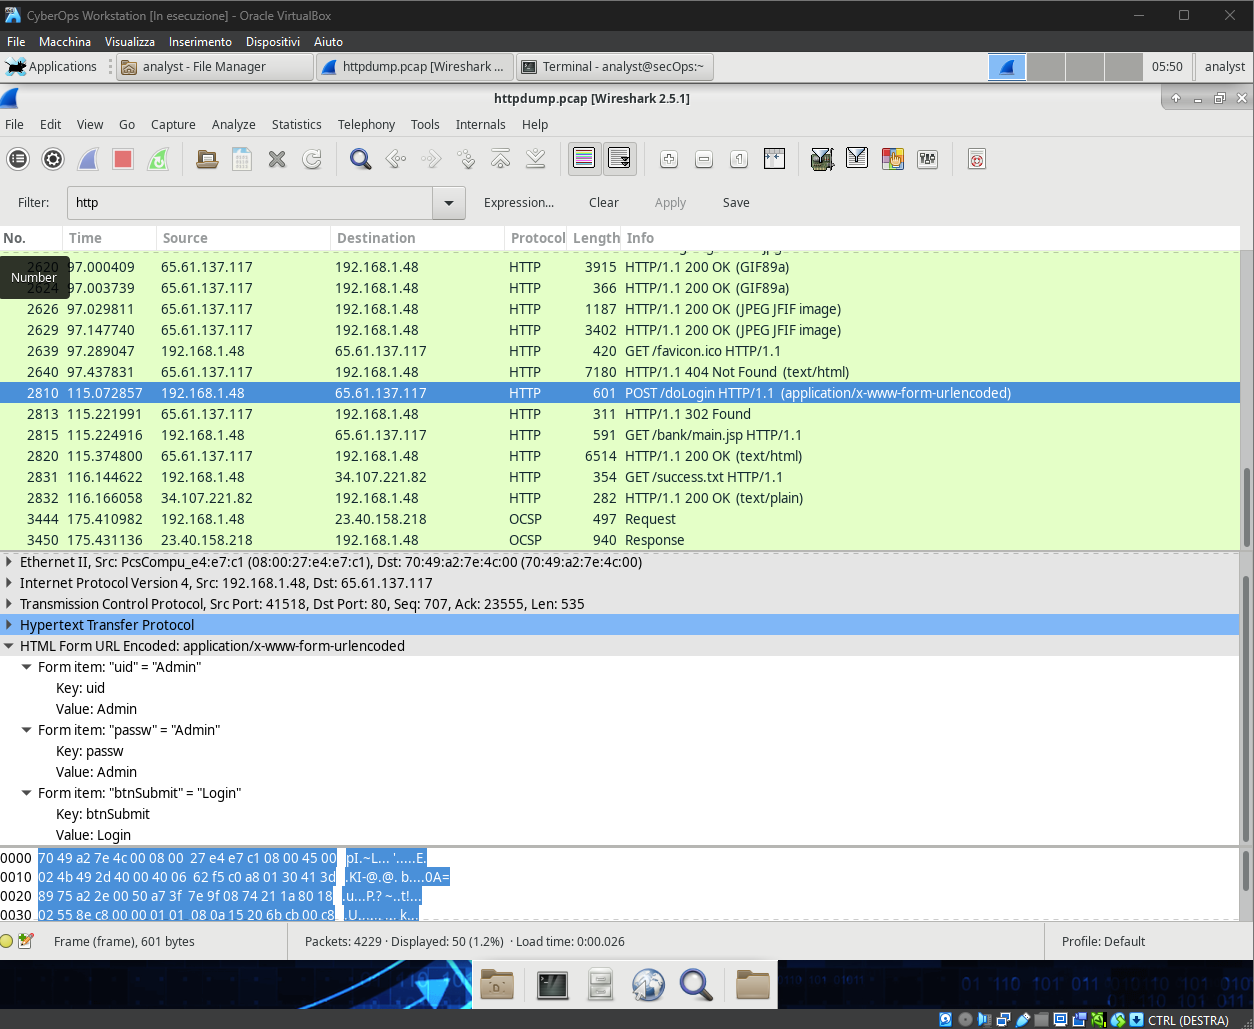 CyberOps Workstation [In esecuzione] - Oracle VirtualBox
File Macchina Visualizza Inserimento Dispositivi Aiuto
Applications analyst - File Manager httpdump.pcap [Wireshark ... Terminal - analyst@secOps:~ 05:50 analyst
httpdump.pcap [Wireshark 2.5.1]
File Edit View Go Capture Analyze Statistics Telephony Tools Internals Help
Filter: http Expression... Clear Apply Save
No. Time Source Destination Protocol Length Info
2620 97.000409 65.61.137.117 192.168.1.48 HTTP 3915 HTTP/1.1 200 OK (GIF89a)
Number
2624 97.003739 65.61.137.117 192.168.1.48 HTTP 366 HTTP/1.1 200 OK (GIF89a)
2626 97.029811 65.61.137.117 192.168.1.48 HTTP 1187 HTTP/1.1 200 OK (JPEG JFIF image)
2629 97.147740 65.61.137.117 192.168.1.48 HTTP 3402 HTTP/1.1 200 OK (JPEG JFIF image)
2639 97.289047 192.168.1.48 65.61.137.117 HTTP 420 GET /favicon.ico HTTP/1.1
2640 97.437831 65.61.137.117 192.168.1.48 HTTP 7180 HTTP/1.1 404 Not Found (text/html)
2810 115.072857 192.168.1.48 65.61.137.117 HTTP 601 POST /doLogin HTTP/1.1 (application/x-www-form-urlencoded)
2813 115.221991 65.61.137.117 192.168.1.48 HTTP 311 HTTP/1.1 302 Found
2815 115.224916 192.168.1.48 65.61.137.117 HTTP 591 GET /bank/main.jsp HTTP/1.1
2820 115.374800 65.61.137.117 192.168.1.48 HTTP 6514 HTTP/1.1 200 OK (text/html)
2831 116.144622 192.168.1.48 34.107.221.82 HTTP 354 GET /success.txt HTTP/1.1
2832 116.166058 34.107.221.82 192.168.1.48 HTTP 282 HTTP/1.1 200 OK (text/plain)
3444 175.410982 192.168.1.48 23.40.158.218 OCSP 497 Request
3450 175.431136 23.40.158.218 192.168.1.48 OCSP 940 Response
Ethernet II, Src: PcsCompu_e4:e7:c1 (08:00:27:e4:e7:c1), Dst: 70:49:a2:7e:4c:00 (70:49:a2:7e:4c:00)
Internet Protocol Version 4, Src: 192.168.1.48, Dst: 65.61.137.117
Transmission Control Protocol, Src Port: 41518, Dst Port: 80, Seq: 707, Ack: 23555, Len: 535
Hypertext Transfer Protocol
HTML Form URL Encoded: application/x-www-form-urlencoded
Form item: "uid" = "Admin"
Key: uid
Value: Admin
Form item: "passw" = "Admin"
Key: passw
Value: Admin
Form item: "btnSubmit" = "Login"
Key: btnSubmit
Value: Login
0000 70 49 a2 7e 4c 00 08 00 27 e4 e7 c1 08 00 45 00 pI.~L... '.....E.
0010 02 4b 49 2d 40 00 40 06 62 f5 c0 a8 01 30 41 3d .KI-@.@. b....0A=
0020 89 75 a2 2e 00 50 a7 3f 7e 9f 08 74 21 1a 80 18 .u...P.? ~..t!...
0030 02 55 8e c8 00 00 01 01 08 0a 15 20 6b cb 00 c8 .U...... ... k...
Frame (frame), 601 bytes Packets: 4229 · Displayed: 50 (1.2%) · Load time: 0:00.026 Profile: Default
CTRL (DESTRA)